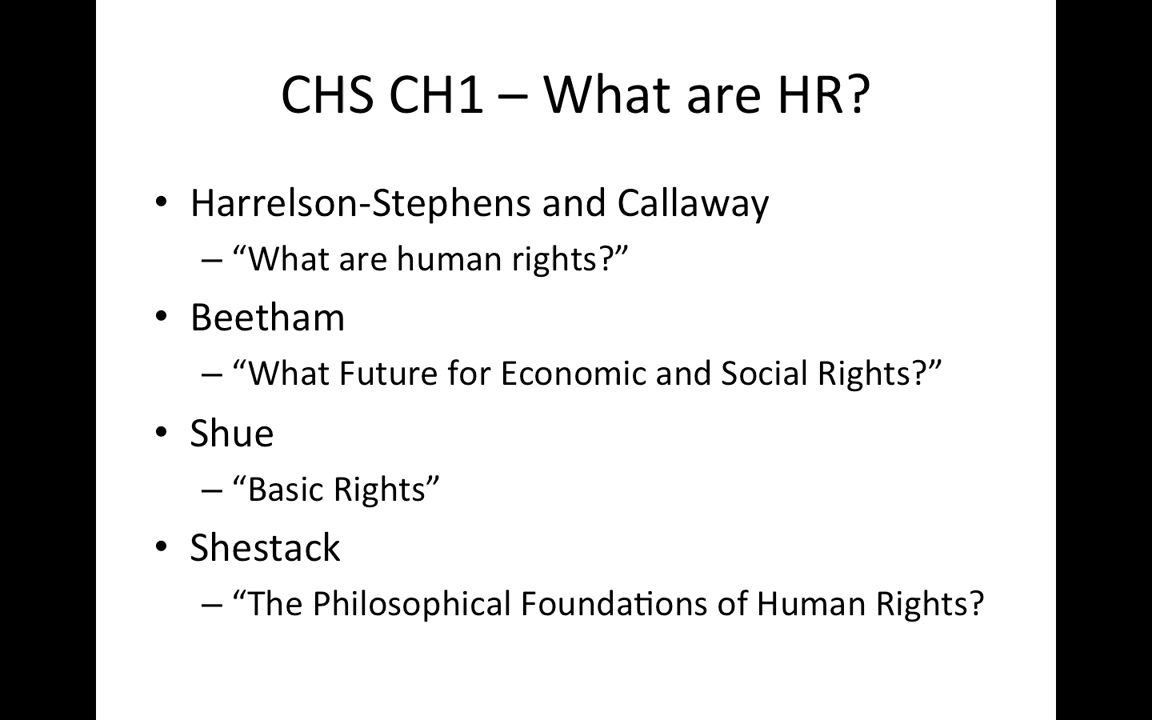 CHS CH1 – What are HR?
• Harrelson-Stephens and Callaway
– “What are human rights?”
• Beetham
– “What Future for Economic and Social Rights?”
• Shue
– “Basic Rights”
• Shestack
– “The Philosophical Foundations of Human Rights?